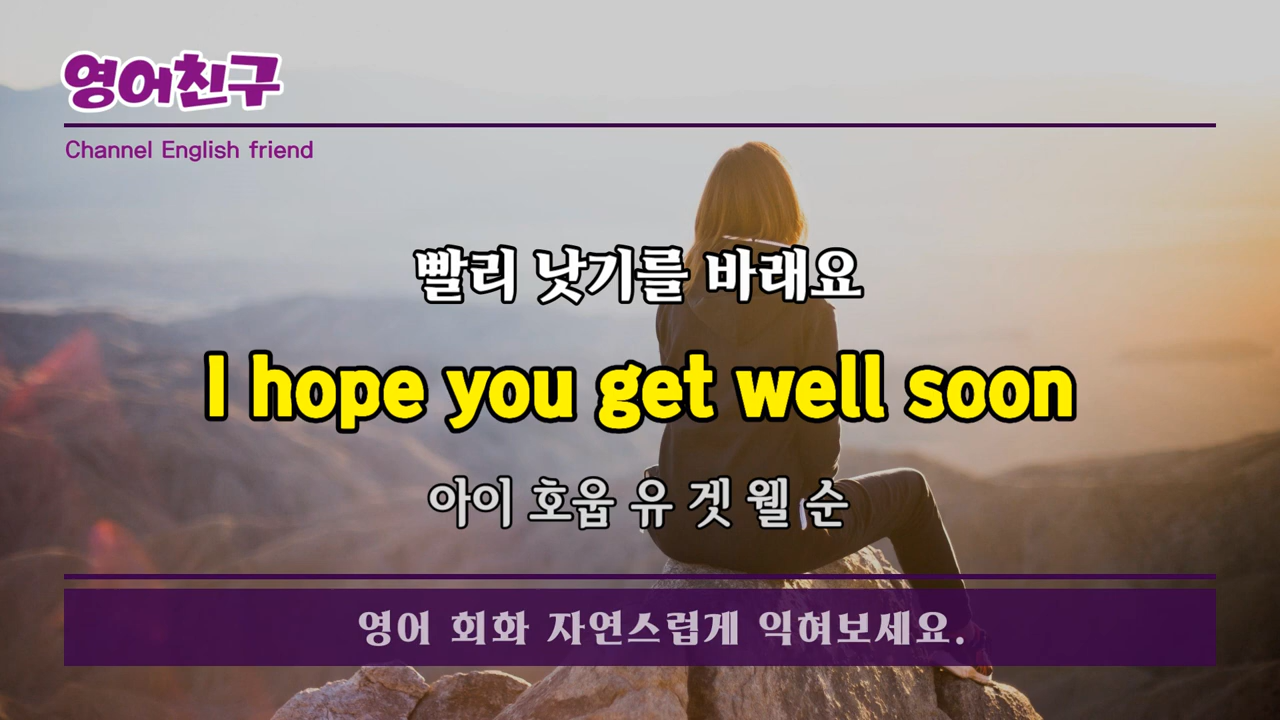 영어친구
Channel English friend
빨리 낫기를 바래요
I hope you get well soon
아이 호웁 유 겟 웰 순
영어 회화 자연스럽게 익혀보세요.